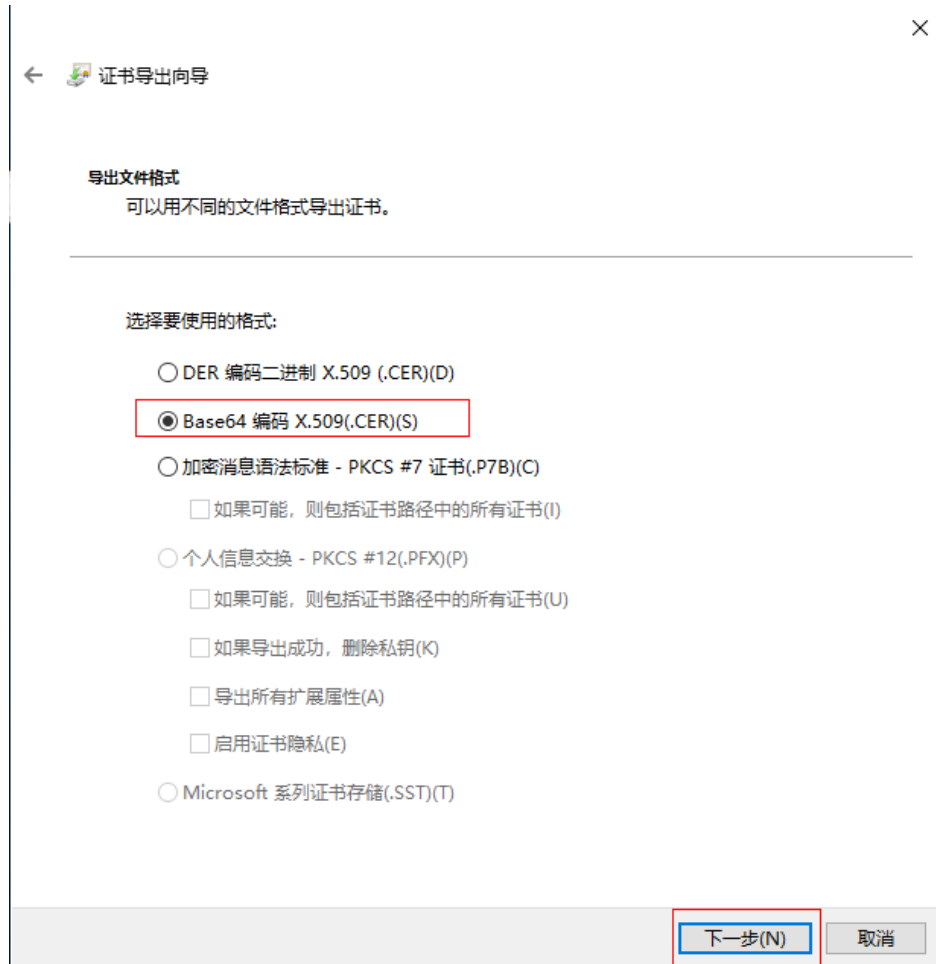 证书导出向导
导出文件格式
可以用不同的文件格式导出证书。
选择要使用的格式:
DER 编码二进制 X.509 (.CER)(D)
Base64 编码 X.509(.CER)(S)
加密消息语法标准 - PKCS #7 证书(.P7B)(C)
如果可能，则包括证书路径中的所有证书(I)
个人信息交换 - PKCS #12(.PFX)(P)
如果可能，则包括证书路径中的所有证书(U)
如果导出成功，删除私钥(K)
导出所有扩展属性(A)
启用证书隐私(E)
Microsoft 系列证书存储(.SST)(T)
下一步(N) 取消